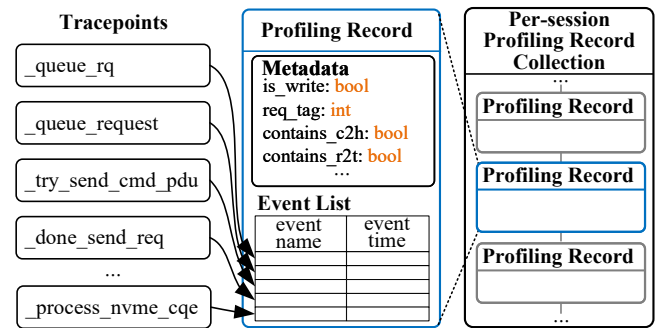 Tracepoints
_queue_rq
_queue_request
_try_send_cmd_pdu
_done_send_req
...
_process_nvme_cqe
Profiling Record
Metadata
is_write: bool
req_tag: int
contains_c2h: bool
contains_r2t: bool
...
Event List
event
name
event
time
Per-session
Profiling Record
Collection
...
Profiling Record
Profiling Record
Profiling Record
...